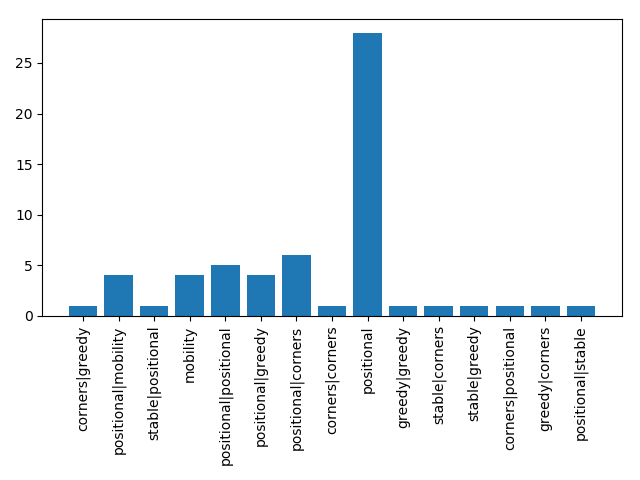 25
20
15
10
5
0
corners|greedy
positional|mobility
stable|positional
mobility
positional|positional
positional|greedy
positional|corners
corners|corners
positional
greedy|greedy
stable|corners
stable|greedy
corners|positional
greedy|corners
positional|stable